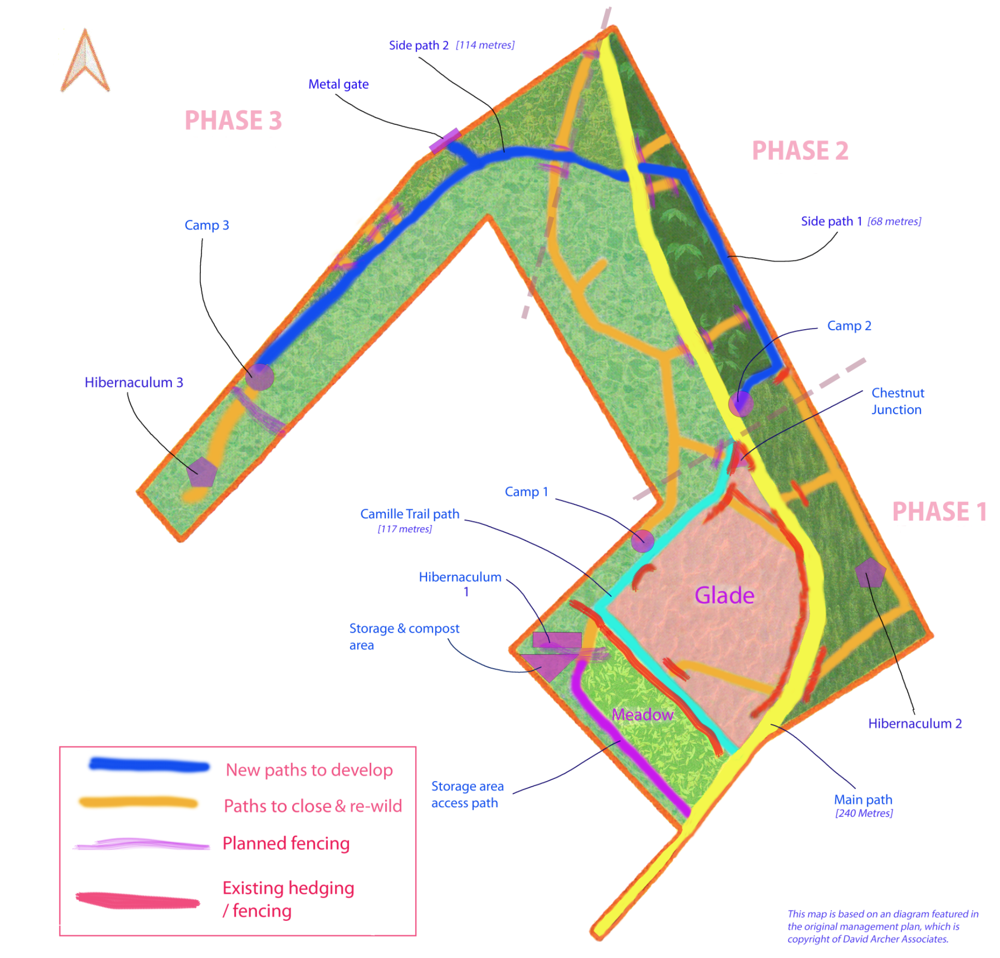 Side path 2 [114 metres]
Metal gate
PHASE 3
PHASE 2
Camp 3
Side path 1 [68 metres]
Camp 2
Hibernaculum 3
Chestnut
Junction
Camp 1
PHASE 1
Camille Trail path
[117 metres]
Hibernaculum
1
Glade
Storage & compost
area
Meadow
Hibernaculum 2
Storage area
access path
Main path
[240 Metres]
New paths to develop
Paths to close & re-wild
Planned fencing
Existing hedging
/ fencing
This map is based on an diagram featured in
the original management plan, which is
copyright of David Archer Associates.